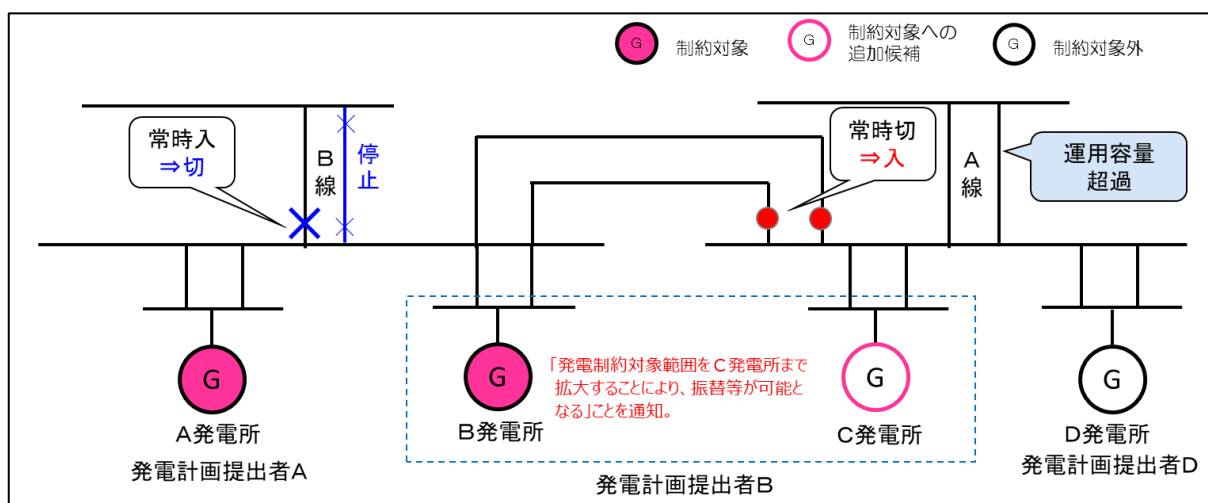 G
制約対象
G
制約対象への
追加候補
G
制約対象外
常時入
⇒切
B線
停止
常時切
⇒入
A線
運用容量
超過
G
A発電所
発電計画提出者A
G
B発電所
「発電制約対象範囲をC発電所まで
拡大することにより、振替等が可能と
なる」ことを通知。
G
C発電所
発電計画提出者B
G
D発電所
発電計画提出者D